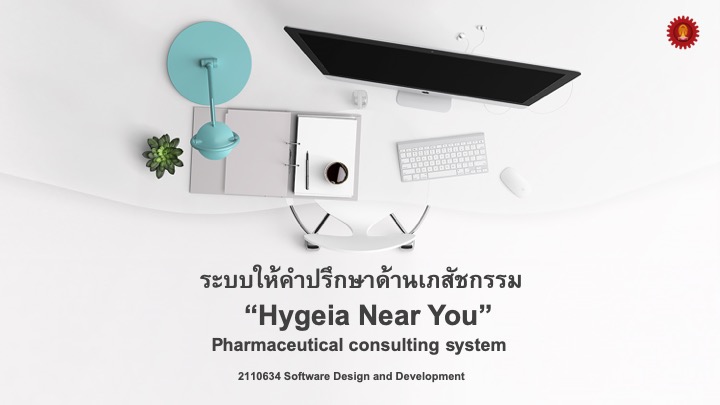 ระบบให้คำปรึกษาด้านเภสัชกรรม
“Hygeia Near You”
Pharmaceutical consulting system
2110634 Software Design and Development